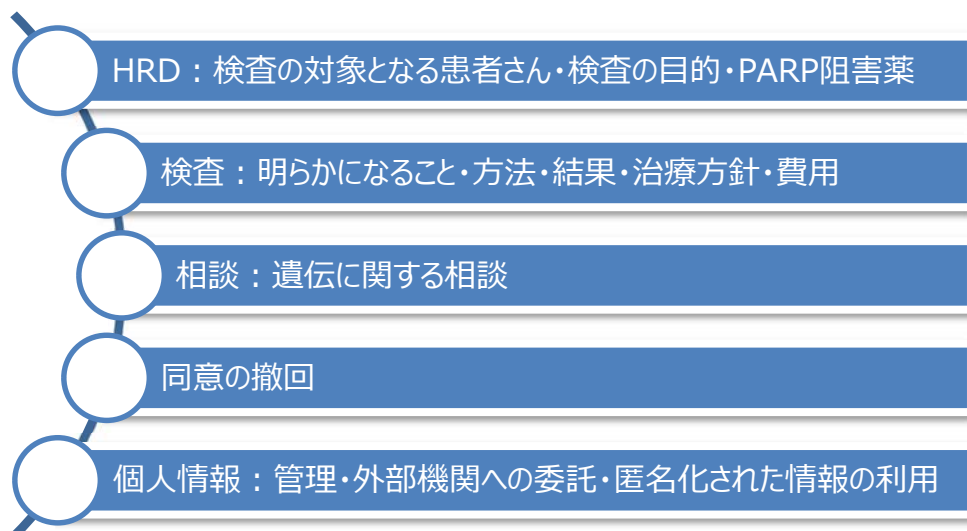 HRD：検査の対象となる患者さん・検査の目的・PARP阻害薬
検査：明らかになること・方法・結果・治療方針・費用
相談：遺伝に関する相談
同意の撤回
個人情報：管理・外部機関への委託・匿名化された情報の利用